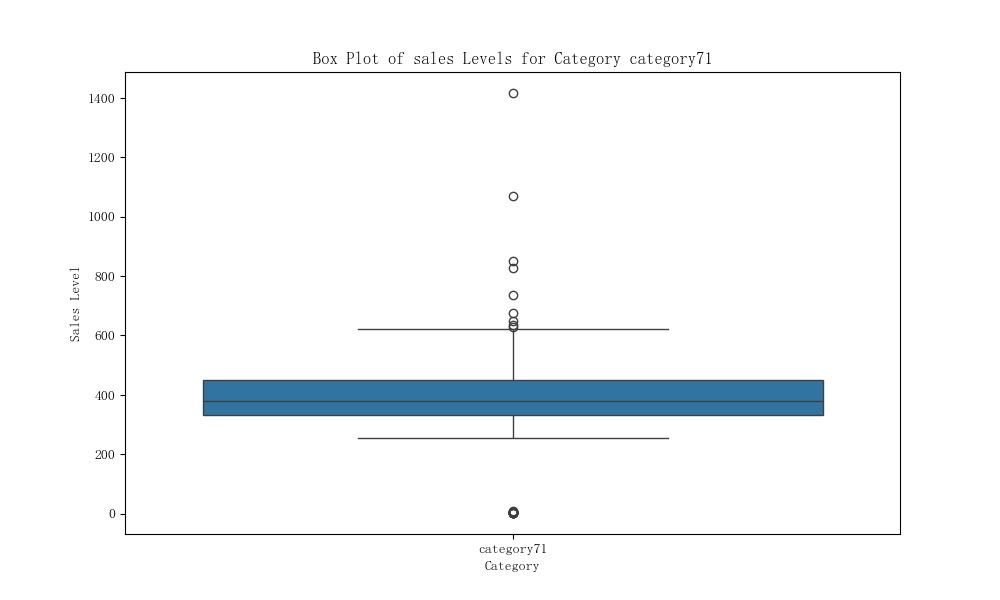 Box Plot of sales Levels for Category category71
1400
1200
1000
800
600
400
200
0
Sales Level
category71
Category